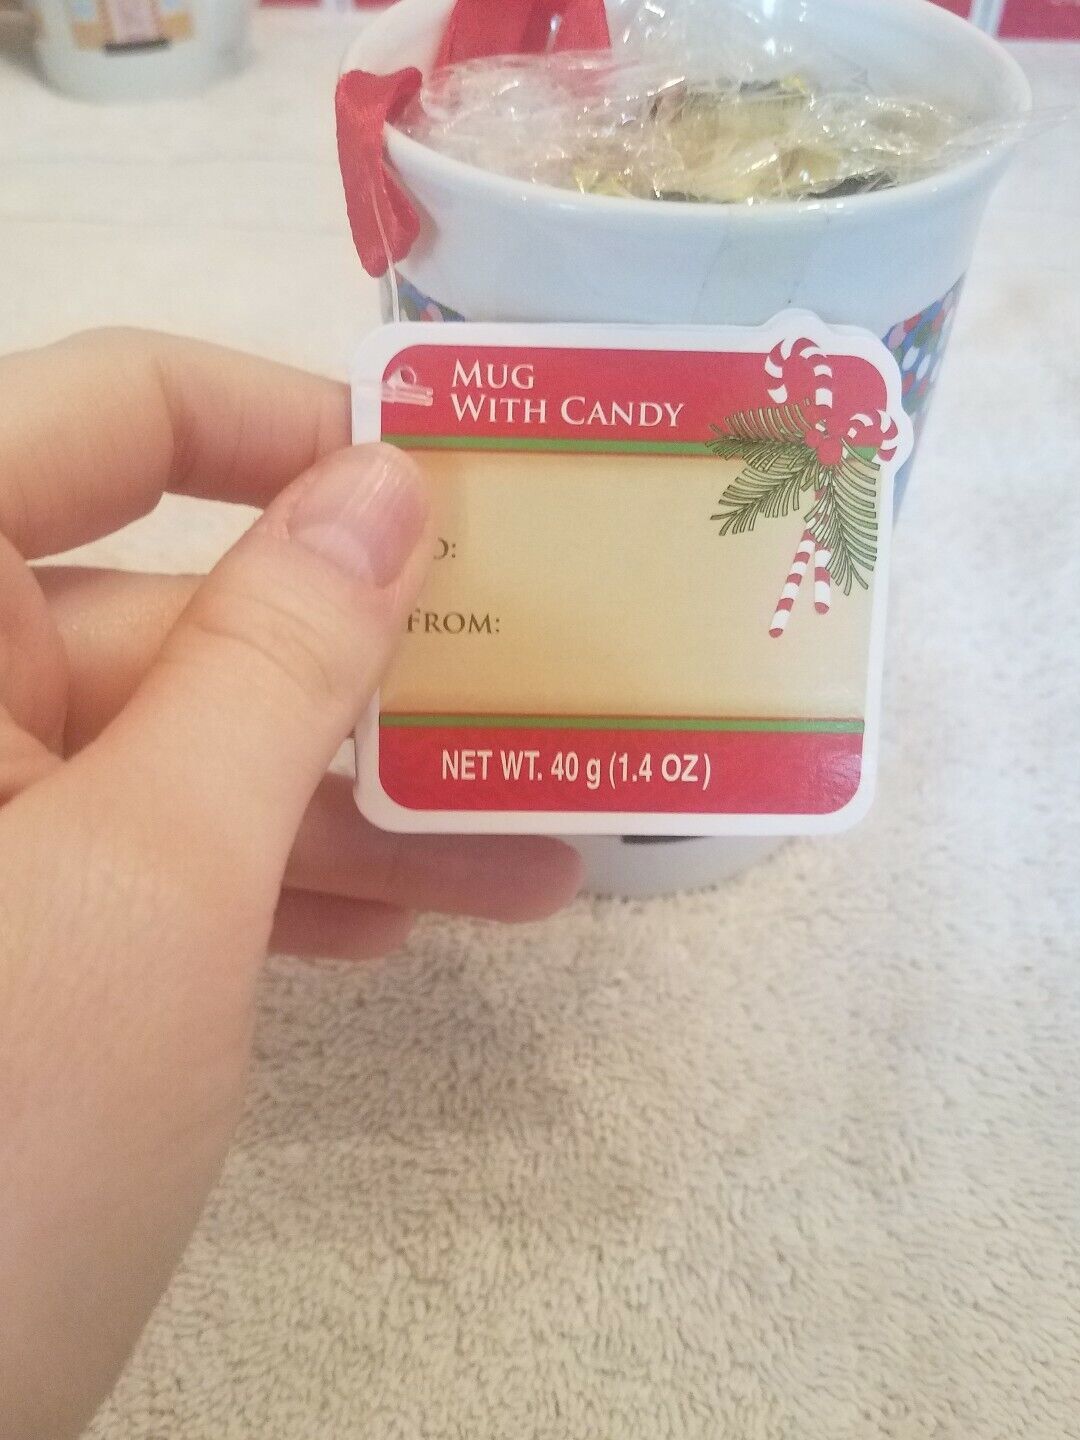 MUG
WITH CANDY
O:
FROM:
NET WT. 40 g (1.4 OZ)